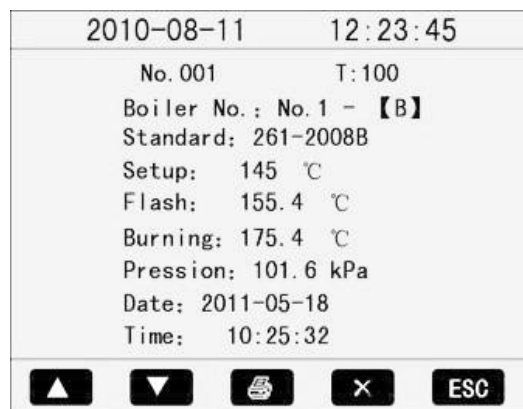 2010-08-11 12:23:45
No. 001 T:100
Boiler No.: No. 1 - 【B】
Standard: 261-2008B
Setup: 145 ℃
Flash: 155.4 ℃
Burning: 175.4 ℃
Pression: 101.6 kPa
Date: 2011-05-18
Time: 10:25:32
ESC